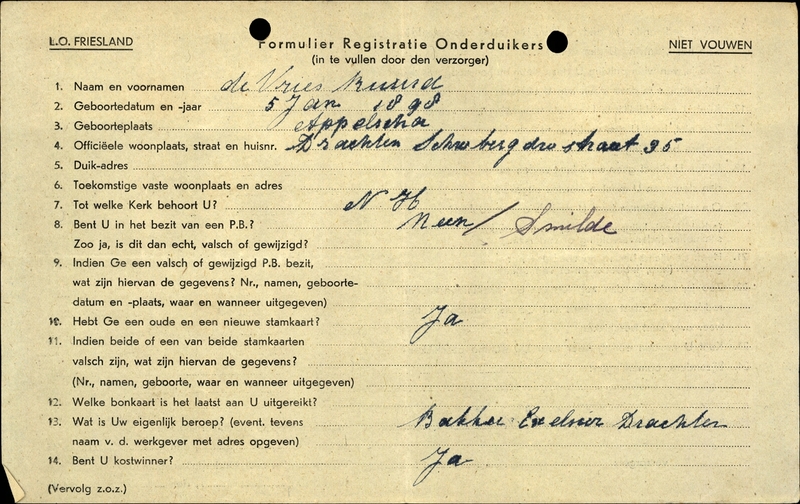 L.O. FRIESLAND
Formulier Registratie Onderduikers
NIET VOUWEN
(in te vullen door den verzorger)
1. Naam en voornamen de Vries Ruurd
2. Geboortedatum en -jaar 5 Jan 1898
3. Geboorteplaats Appelscha
4. Officiëele woonplaats, straat en huisnr. Drachten straat 35
5. Duik-adres
6. Toekomstige vaste woonplaats en adres
7. Tot welke Kerk behoort U? N H
8. Bent U in het bezit van een P.B.? Neen / Smilde
Zoo ja, is dit dan echt, valsch of gewijzigd?
9. Indien Ge een valsch of gewijzigd P.B. bezit,
wat zijn hiervan de gegevens? Nr., namen, geboorte-
datum en -plaats, waar en wanneer uitgegeven)
10. Hebt Ge een oude en een nieuwe stamkaart? Ja
11. Indien beide of een van beide stamkaarten
valsch zijn, wat zijn hiervan de gegevens?
(Nr., namen, geboorte, waar en wanneer uitgegeven)
12. Welke bonkaart is het laatst aan U uitgereikt?
13. Wat is Uw eigenlijk beroep? (event. tevens Bakker Drachten
naam v. d. werkgever met adres opgeven)
14. Bent U kostwinner? Ja
(Vervolg z.o.z.)